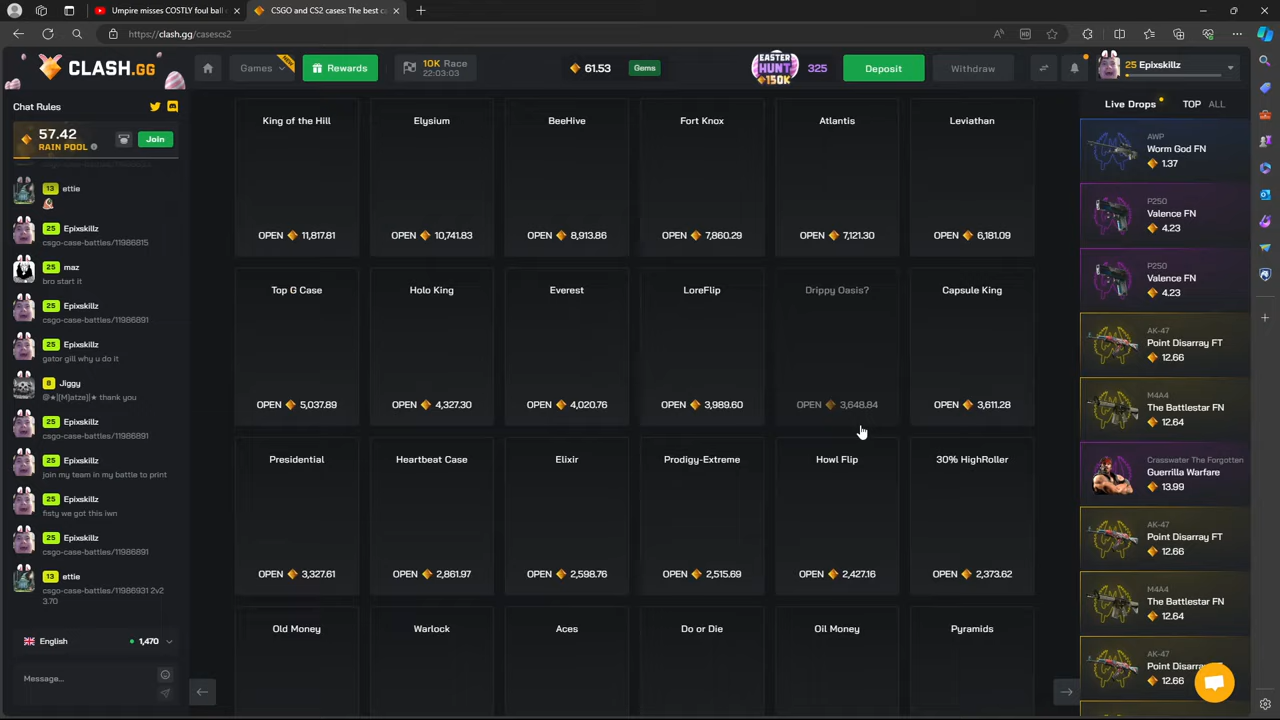 Umpire misses COSTLY foul ball c
CSGO and CS2 cases: The best ca
https://clash.gg/casescs2
CLASH.GG
Games
Rewards
10K Race
22:03:03
61.53
Gems
EASTER
HUNT
150K
325
Deposit
Withdraw
25 Epixskillz
Chat Rules
57.42
RAIN POOL
Join
13 ettie
25 Epixskillz
csgo-case-battles/11986815
25 maz
bro start it
25 Epixskillz
csgo-case-battles/11986891
25 Epixskillz
gator gill why u do it
8 Jiggy
@★|(M)atze)|★ thank you
25 Epixskillz
csgo-case-battles/11986891
25 Epixskillz
join my team in my battle to print
25 Epixskillz
fisty we got this iwn
25 Epixskillz
csgo-case-battles/11986891
13 ettie
csgo-case-battles/11986931 2v2
3.70
English
1,470
Message...
King of the Hill
OPEN 11,817.81
Elysium
OPEN 10,741.83
BeeHive
OPEN 8,913.86
Fort Knox
OPEN 7,860.29
Atlantis
OPEN 7,121.30
Leviathan
OPEN 6,181.09
Top G Case
OPEN 5,037.89
Holo King
OPEN 4,327.30
Everest
OPEN 4,020.76
LoreFlip
OPEN 3,989.60
Drippy Oasis?
OPEN 3,648.84
Capsule King
OPEN 3,611.28
Presidential
OPEN 3,327.61
Heartbeat Case
OPEN 2,861.97
Elixir
OPEN 2,598.76
Prodigy-Extreme
OPEN 2,515.69
Howl Flip
OPEN 2,427.16
30% HighRoller
OPEN 2,373.62
Old Money
Warlock
Aces
Do or Die
Oil Money
Pyramids
Live Drops
TOP
ALL
AWP
Worm God FN
1.37
P250
Valence FN
4.23
P250
Valence FN
4.23
AK-47
Point Disarray FT
12.66
M4A4
The Battlestar FN
12.64
Crasswater The Forgotten
Guerrilla Warfare
13.99
AK-47
Point Disarray FT
12.66
M4A4
The Battlestar FN
12.64
AK-47
Point Disarray FT
12.66